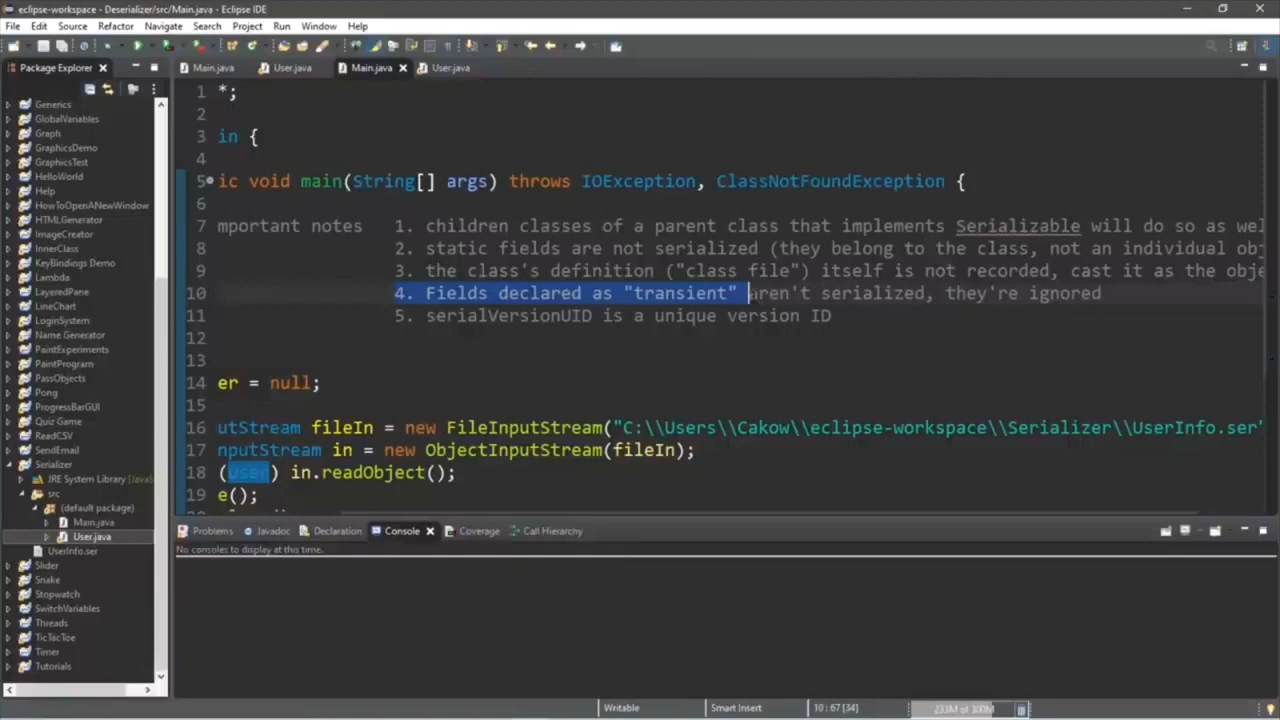 eclipse-workspace - Deserializer/src/Main.java - Eclipse IDE
File Edit Source Refactor Navigate Search Project Run Window Help
Package Explorer
Main.java User.java Main.java User.java
Generics
GlobalVariables
Graph
GraphicsDemo
GraphicsTest
HelloWorld
Help
HowToOpenANewWindow
HTMLGenerator
ImageCreator
InnerClass
KeyBindings Demo
Lambda
LayeredPane
LineChart
LoginSystem
Name Generator
PaintExperiments
PaintProgram
PassObjects
Pong
ProgressBarGUI
Quiz Game
ReadCSV
SendEmail
Serializer
JRE System Library [Java
src
(default package)
Main.java
User.java
UserInfo.ser
Slider
Snake
Stopwatch
SwitchVariables
Threads
TicTacToe
Timer
Tutorials
1 *;
2
3 in {
4
5 ic void main(String[] args) throws IOException, ClassNotFoundException {
6
7 mportant notes 1. children classes of a parent class that implements Serializable will do so as wel
8 2. static fields are not serialized (they belong to the class, not an individual obj
9 3. the class's definition ("class file") itself is not recorded, cast it as the obje
10 4. Fields declared as "transient" aren't serialized, they're ignored
11 5. serialVersionUID is a unique version ID
12
13
14 er = null;
15
16 utStream fileIn = new FileInputStream("C:\\Users\\Cakow\\eclipse-workspace\\Serializer\\UserInfo.ser"
17 nputStream in = new ObjectInputStream(fileIn);
18 (User) in.readObject();
19 e();
Problems Javadoc Declaration Console Coverage Call Hierarchy
No consoles to display at this time.
Writable Smart Insert 10 : 67 [34] 233M of 300M